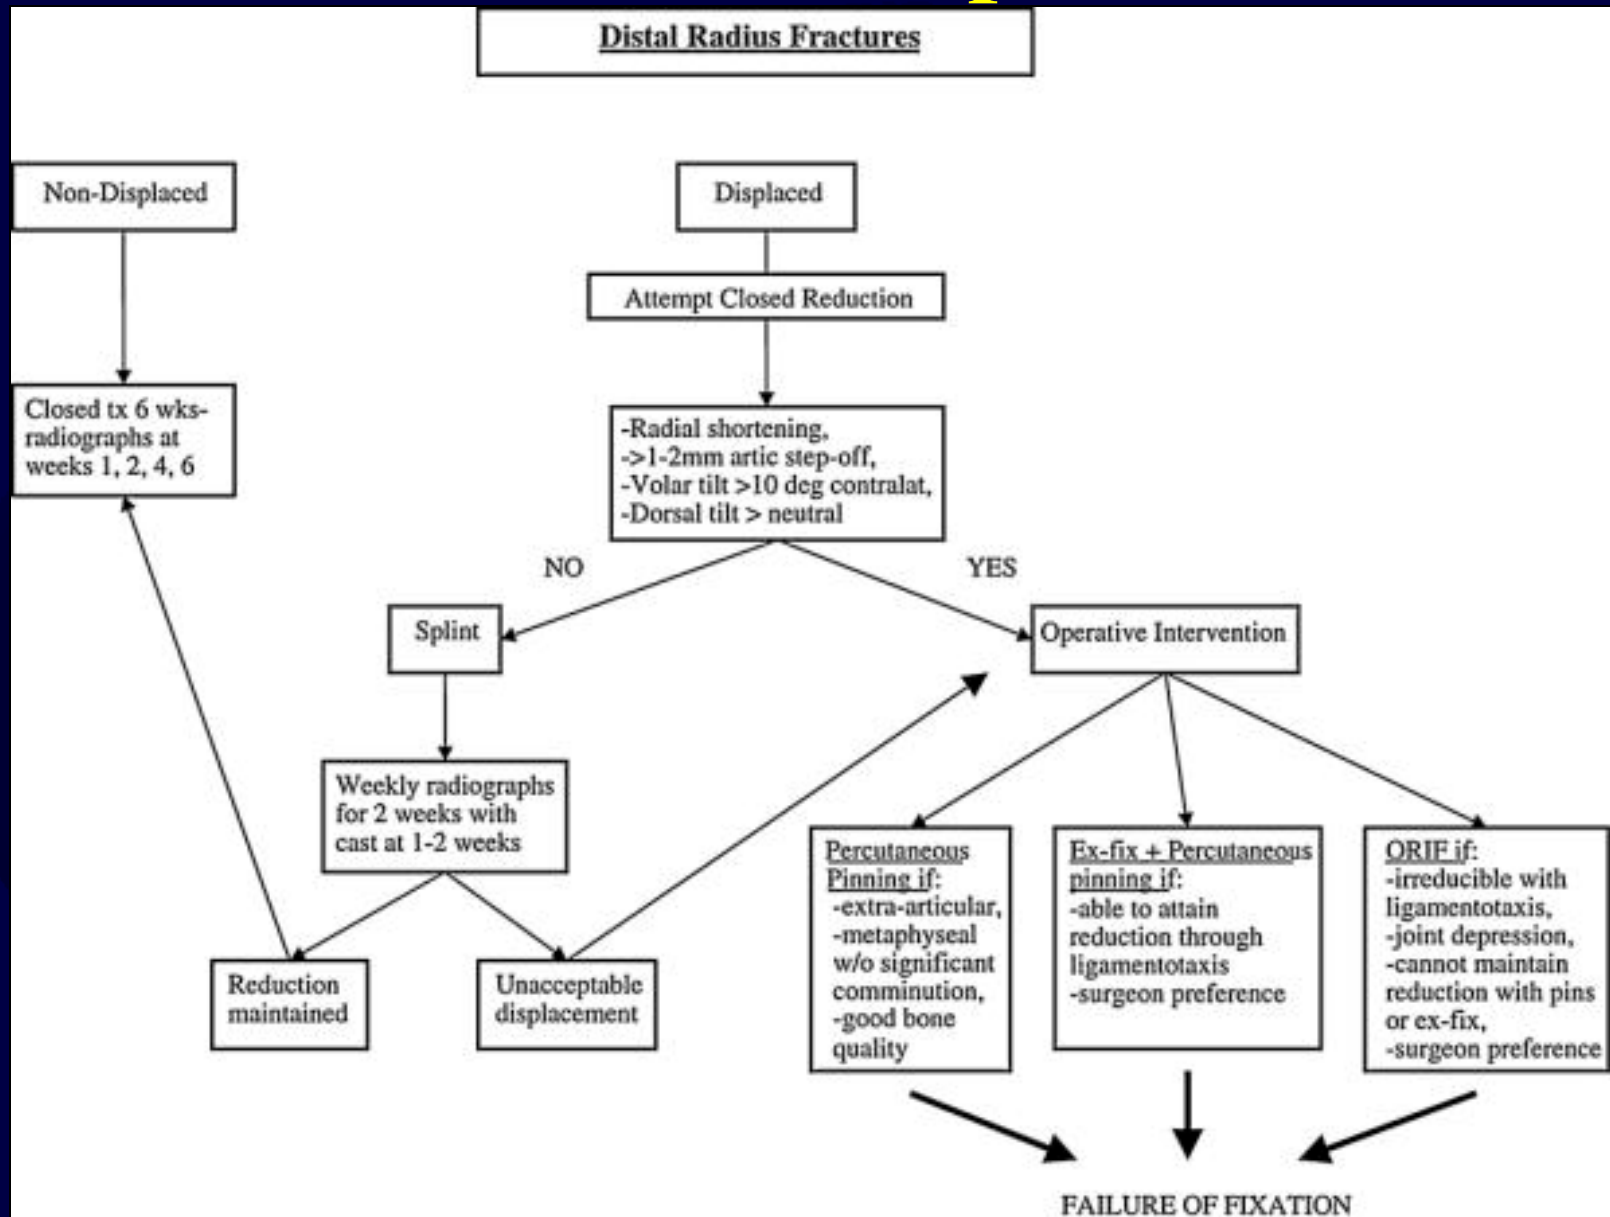 Distal Radius Fractures
Non-Displaced
Displaced
Attempt Closed Reduction
Closed tx 6 wks-
radiographs at
weeks 1, 2, 4, 6
-Radial shortening,
->1-2mm artic step-off,
-Volar tilt >10 deg contralat,
-Dorsal tilt > neutral
NO
YES
Splint
Operative Intervention
Weekly radiographs
for 2 weeks with
cast at 1-2 weeks
Reduction
maintained
Unacceptable
displacement
Percutaneous
Pinning if:
-extra-articular,
-metaphyseal
w/o significant
comminution,
-good bone
quality
Ex-fix + Percutaneous
pinning if:
-able to attain
reduction through
ligamentotaxis
-surgeon preference
ORIF if:
-irreducible with
ligamentotaxis,
-joint depression,
-cannot maintain
reduction with pins
or ex-fix,
-surgeon preference
FAILURE OF FIXATION